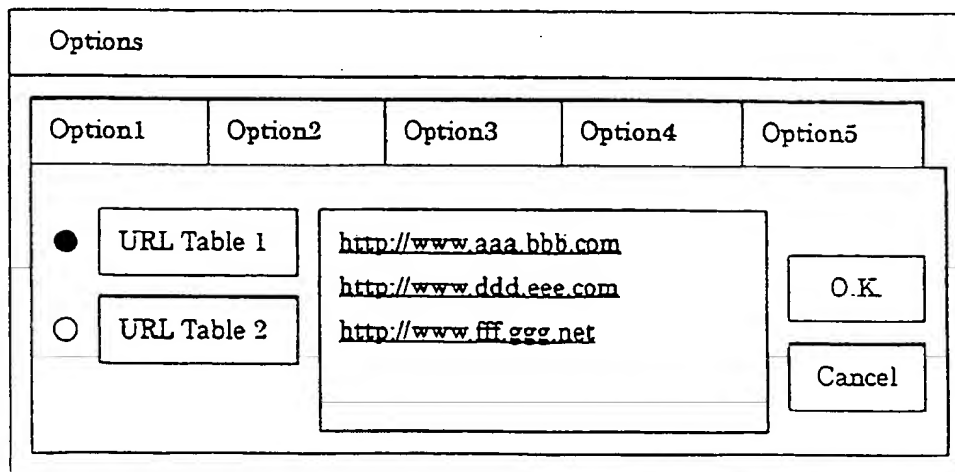 Options
Option1 Option2 Option3 Option4 Option5
URL Table 1
URL Table 2
http://www.aaa.bbb.com
http://www.ddd.eee.com
http://www.fff.ggg.net
O.K.
Cancel